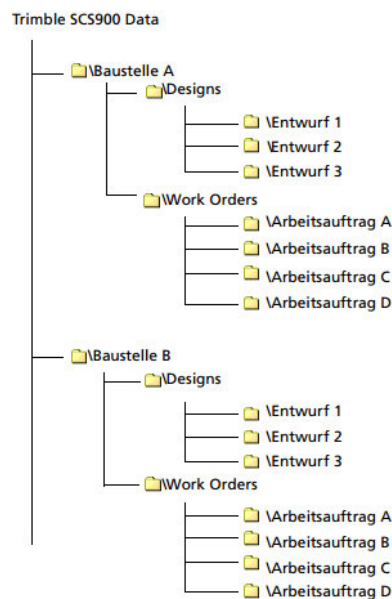 Trimble SCS900 Data
\Baustelle A
\Designs
\Entwurf 1
\Entwurf 2
\Entwurf 3
\Work Orders
\Arbeitsauftrag A
\Arbeitsauftrag B
\Arbeitsauftrag C
\Arbeitsauftrag D
\Baustelle B
\Designs
\Entwurf 1
\Entwurf 2
\Entwurf 3
\Work Orders
\Arbeitsauftrag A
\Arbeitsauftrag B
\Arbeitsauftrag C
\Arbeitsauftrag D